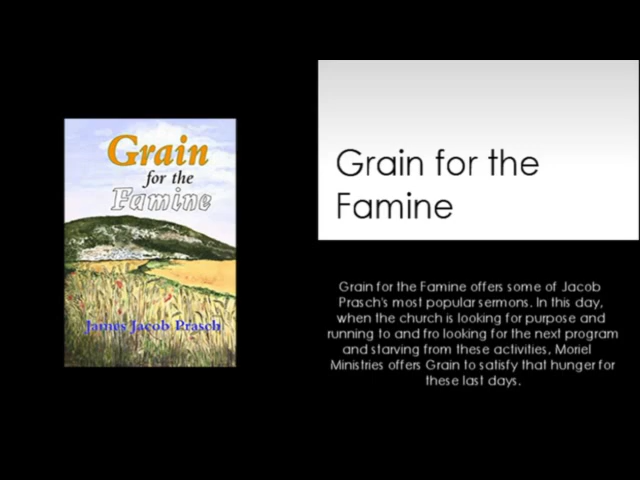 Grain
for the
Famine
James Jacob Prasch
Grain for the
Famine
Grain for the Famine offers some of Jacob
Prasch's most popular sermons. In this day,
when the church is looking for purpose and
running to and fro looking for the next program
and starving from these activities, Moriel
Ministries offers Grain to satisfy that hunger for
these last days.